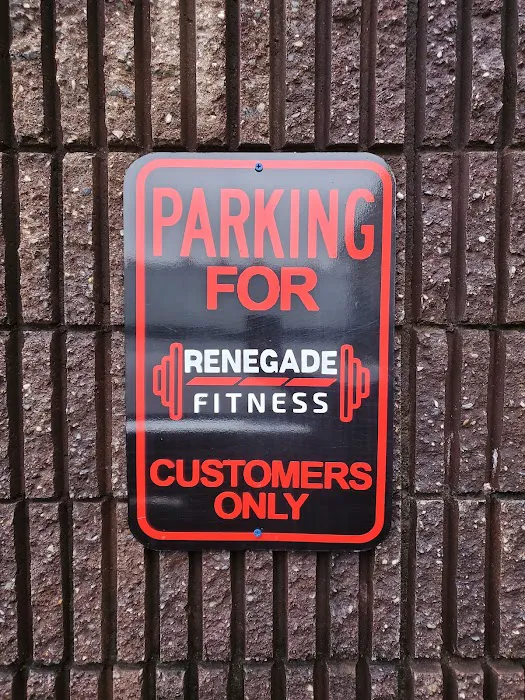 PARKING
FOR
RENEGADE
FITNESS
CUSTOMERS
ONLY